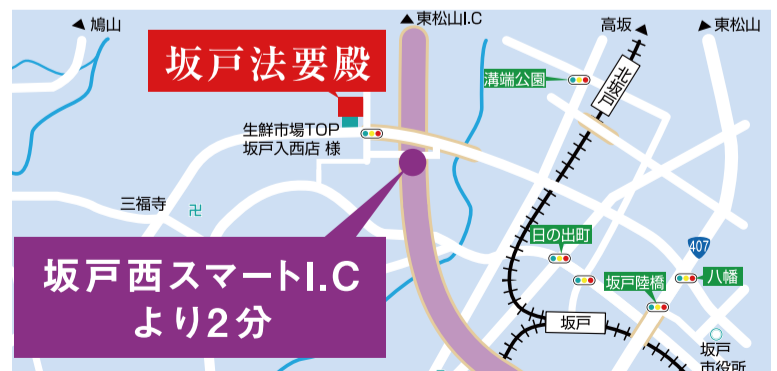 鳩山
東松山I.C
高坂
東松山
坂戸法要殿
北坂戸
溝端公園
生鮮市場TOP
坂戸入西店 様
三福寺
坂戸西スマートI.C
より2分
日の出町
407
坂戸陸橋
八幡
坂戸
坂戸
市役所